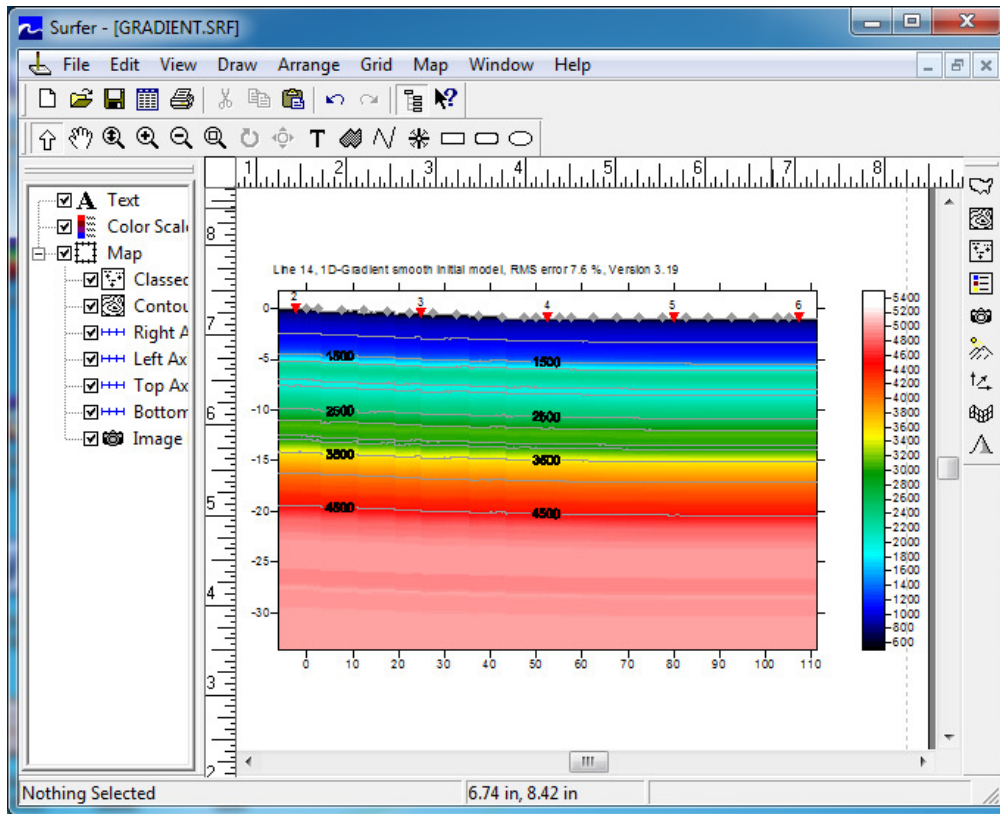 Surfer - [GRADIENT.SRF]
File Edit View Draw Arrange Grid Map Window Help
T
1 2 3 4 5 6 7 8
A Text
Color Scal
Map
Classed
Contou
Right A
Left Ax
Top Ax
Bottom
Image
8
7
6
5
4
3
2
Line 14, 1D-Gradient smooth initial model, RMS error 7.6 %, Version 3.19
2 3 4 5 6
0
-5
-10
-15
-20
-25
-30
1500 1500
2500 2500
3500 3500
4500 4500
0 10 20 30 40 50 60 70 80 90 100 110
5400
5200
5000
4800
4600
4400
4200
4000
3800
3600
3400
3200
3000
2800
2600
2400
2200
2000
1800
1600
1400
1200
1000
800
600
Nothing Selected
6.74 in, 8.42 in